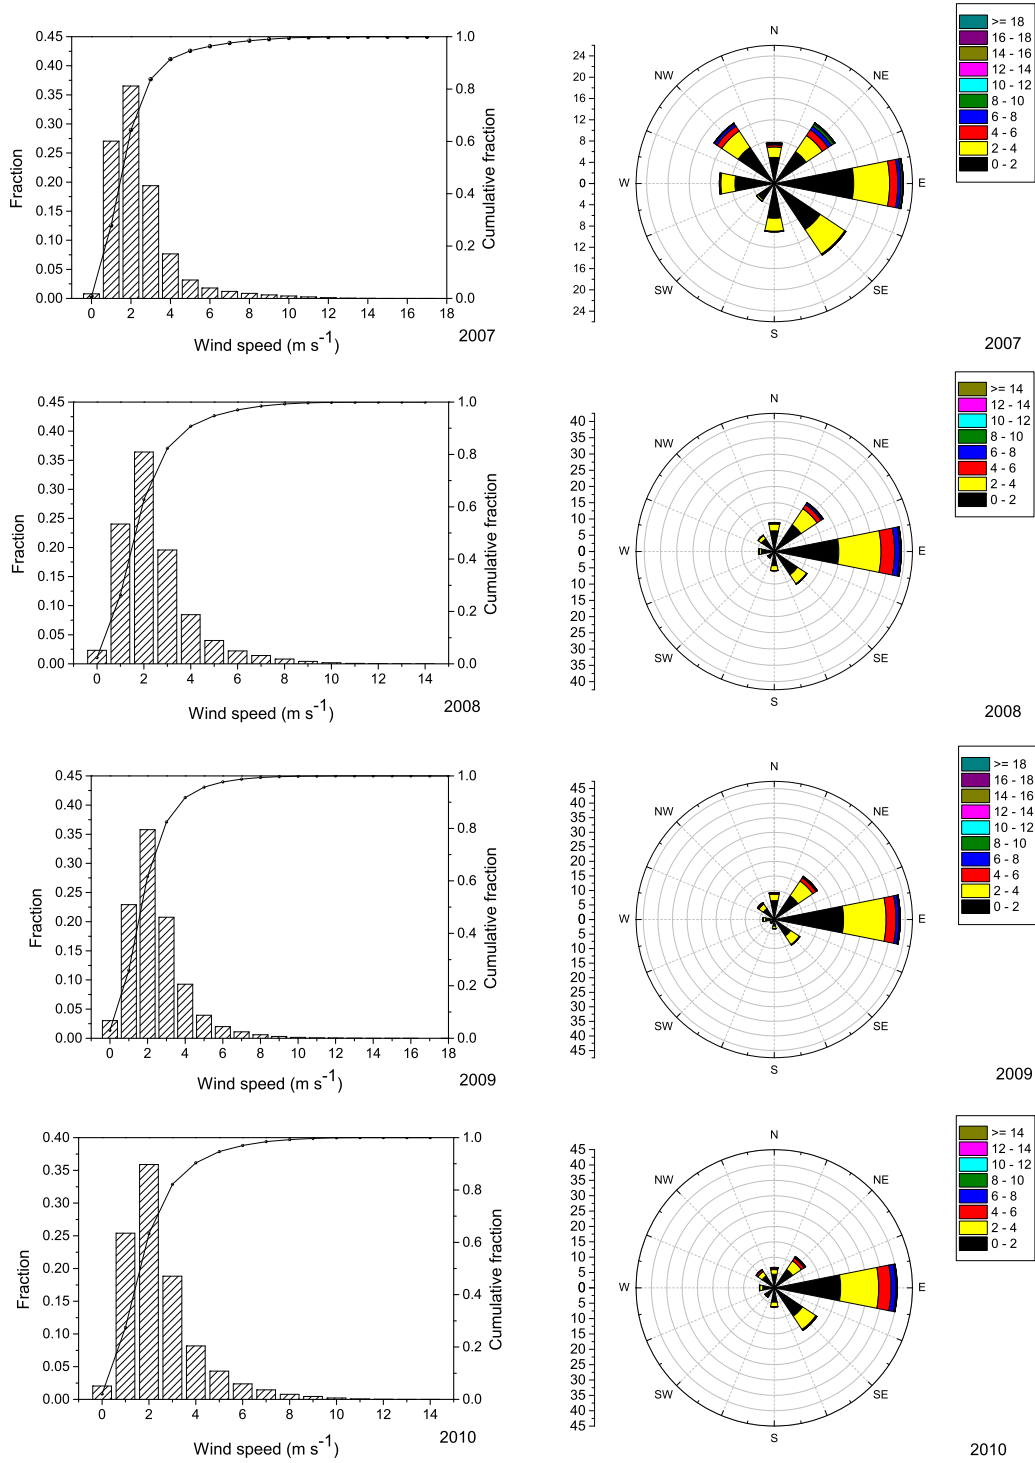 0.45
0.40
0.35
0.30
0.25
0.20
0.15
0.10
0.05
0.00
Fraction
0 2 4 6 8 10 12 14 16 18
Wind speed (m s-1)
1.0
0.8
0.6
0.4
0.2
0.0
Cumulative fraction
2007
24
20
16
12
8
4
0
4
8
12
16
20
24
N
NE
E
SE
S
SW
W
NW
>= 18
16 - 18
14 - 16
12 - 14
10 - 12
8 - 10
6 - 8
4 - 6
2 - 4
0 - 2
2007
0.45
0.40
0.35
0.30
0.25
0.20
0.15
0.10
0.05
0.00
Fraction
0 2 4 6 8 10 12 14
Wind speed (m s-1)
1.0
0.8
0.6
0.4
0.2
0.0
Cumulative fraction
2008
40
35
30
25
20
15
10
5
0
5
10
15
20
25
30
35
40
N
NE
E
SE
S
SW
W
NW
>= 14
12 - 14
10 - 12
8 - 10
6 - 8
4 - 6
2 - 4
0 - 2
2008
0.45
0.40
0.35
0.30
0.25
0.20
0.15
0.10
0.05
0.00
Fraction
0 2 4 6 8 10 12 14 16 18
Wind speed (m s-1)
1.0
0.8
0.6
0.4
0.2
0.0
Cumulative fraction
2009
45
40
35
30
25
20
15
10
5
0
5
10
15
20
25
30
35
40
45
N
NE
E
SE
S
SW
W
NW
>= 18
16 - 18
14 - 16
12 - 14
10 - 12
8 - 10
6 - 8
4 - 6
2 - 4
0 - 2
2009
0.40
0.35
0.30
0.25
0.20
0.15
0.10
0.05
0.00
Fraction
0 2 4 6 8 10 12 14
Wind speed (m s-1)
1.0
0.8
0.6
0.4
0.2
0.0
Cumulative fraction
2010
45
40
35
30
25
20
15
10
5
0
5
10
15
20
25
30
35
40
45
N
NE
E
SE
S
SW
W
NW
>= 14
12 - 14
10 - 12
8 - 10
6 - 8
4 - 6
2 - 4
0 - 2
2010